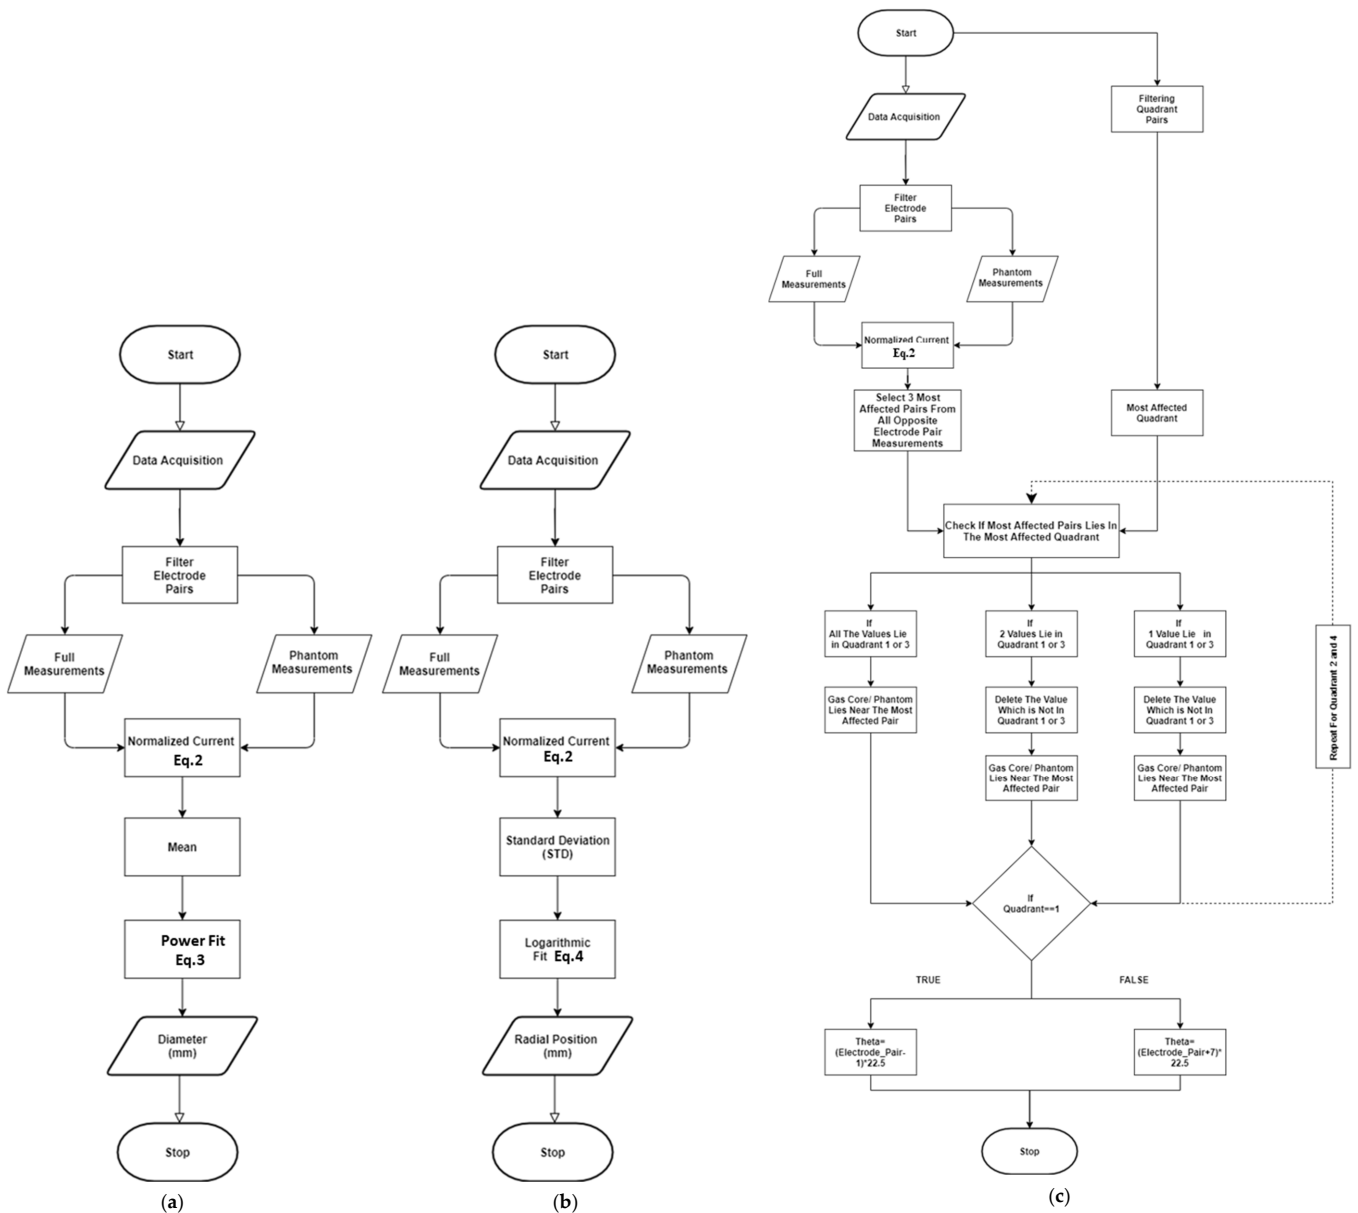 Start
Data Acquisition
Filter
Electrode
Pairs
Full
Measurements
Phantom
Measurements
Normalized Current
Eq.2
Mean
Power Fit
Eq.3
Diameter
(mm)
Stop
(a)
Start
Data Acquisition
Filter
Electrode
Pairs
Full
Measurements
Phantom
Measurements
Normalized Current
Eq.2
Standard Deviation
(STD)
Logarithmic
Fit Eq.4
Radial Position
(mm)
Stop
(b)
Start
Data Acquisition
Filter
Electrode
Pairs
Full
Measurements
Phantom
Measurements
Normalized Current
Eq.2
Select 3 Most
Affected Pairs From
All Opposite
Electrode Pair
Measurements
Filtering
Quadrant
Pairs
Most Affected
Quadrant
Check If Most Affected Pairs Lies In
The Most Affected Quadrant
If
All The Values Lie
in Quadrant 1 or 3
Gas Core/ Phantom
Lies Near The Most
Affected Pair
If
2 Values Lie in
Quadrant 1 or 3
Delete The Value
Which is Not In
Quadrant 1 or 3
Gas Core/ Phantom
Lies Near The Most
Affected Pair
If
1 Value Lie in
Quadrant 1 or 3
Delete The Value
Which is Not In
Quadrant 1 or 3
Gas Core/ Phantom
Lies Near The Most
Affected Pair
Repeat For Quadrant 2 and 4
If
Quadrant==1
TRUE
FALSE
Theta=
(Electrode_Pair-
1)*22.5
Theta=
(Electrode_Pair+7)*
22.5
Stop
(c)